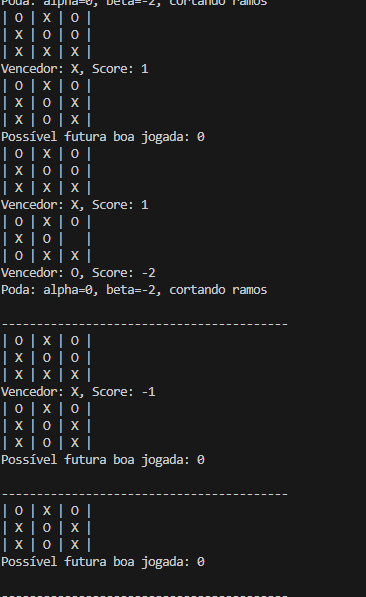 Poda: alpha=0, beta=-2, cortando ramos
| O | X | O |
| X | O | O |
| X | X | X |
Vencedor: X, Score: 1
| O | X | O |
| X | O | X |
| X | O | X |
Possível futura boa jogada: 0
| O | X | O |
| X | O | O |
| X | X | X |
Vencedor: X, Score: 1
| O | X | O |
| X | O |   |
| O | X | X |
Vencedor: O, Score: -2
Poda: alpha=0, beta=-2, cortando ramos
-----------------------------------------
| O | X | O |
| X | O | O |
| X | X | X |
Vencedor: X, Score: -1
| O | X | O |
| X | O | X |
| X | O | X |
Possível futura boa jogada: 0
-----------------------------------------
| O | X | O |
| X | O | X |
| X | O | X |
Possível futura boa jogada: 0
-----------------------------------------